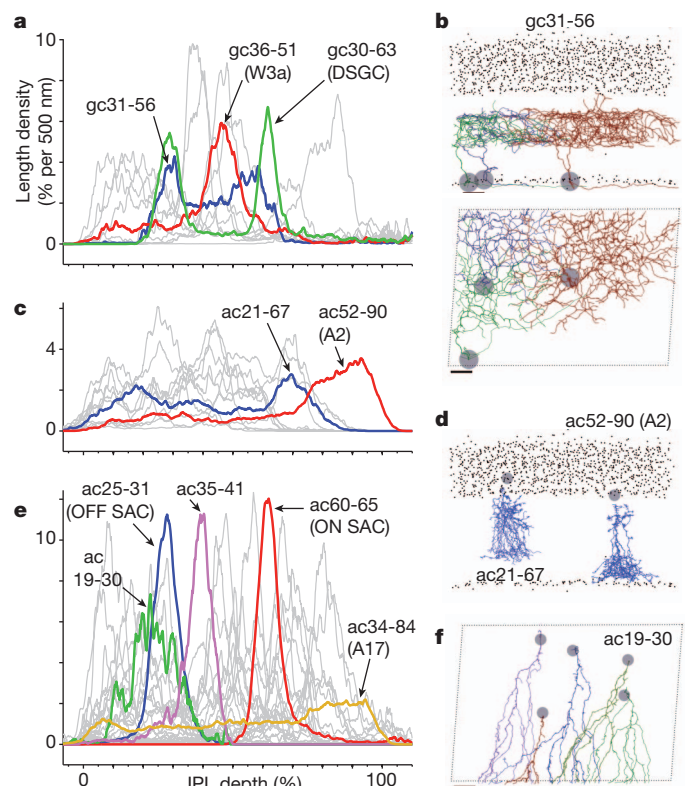 a
10
gc36-51
(W3a)
gc30-63
(DSGC)
gc31-56
Length density
(% per 500 nm)
0
b
gc31-56
c
4
0
ac21-67
ac52-90
(A2)
d
ac52-90 (A2)
ac21-67
e
10
0
ac25-31
(OFF SAC)
ac35-41
ac60-65
(ON SAC)
ac
19-30
ac34-84
(A17)
0
IPL depth (%)
100
f
ac19-30